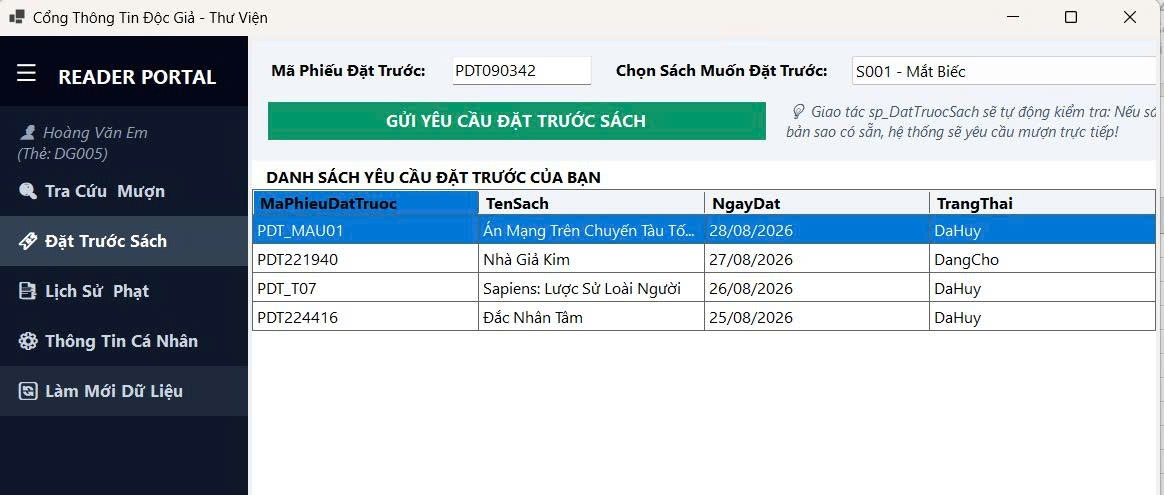 Cổng Thông Tin Độc Giả - Thư Viện
READER PORTAL
Hoàng Văn Em
(Thẻ: DG005)
Tra Cứu Mượn
Đặt Trước Sách
Lịch Sử Phạt
Thông Tin Cá Nhân
Làm Mới Dữ Liệu
Mã Phiếu Đặt Trước: PDT090342 Chọn Sách Muốn Đặt Trước: S001 - Mắt Biếc
GỬI YÊU CẦU ĐẶT TRƯỚC SÁCH
Giao tác sp_DatTruocSach sẽ tự động kiểm tra: Nếu
bản sao có sẵn, hệ thống sẽ yêu cầu mượn trực tiếp!
DANH SÁCH YÊU CẦU ĐẶT TRƯỚC CỦA BẠN
MaPhieuDatTruoc TenSach NgayDat TrangThai
PDT_MAU01 Án Mạng Trên Chuyến Tàu Tố... 28/08/2026 DaHuy
PDT221940 Nhà Giả Kim 27/08/2026 DangCho
PDT_T07 Sapiens: Lược Sử Loài Người 26/08/2026 DaHuy
PDT224416 Đắc Nhân Tâm 25/08/2026 DaHuy